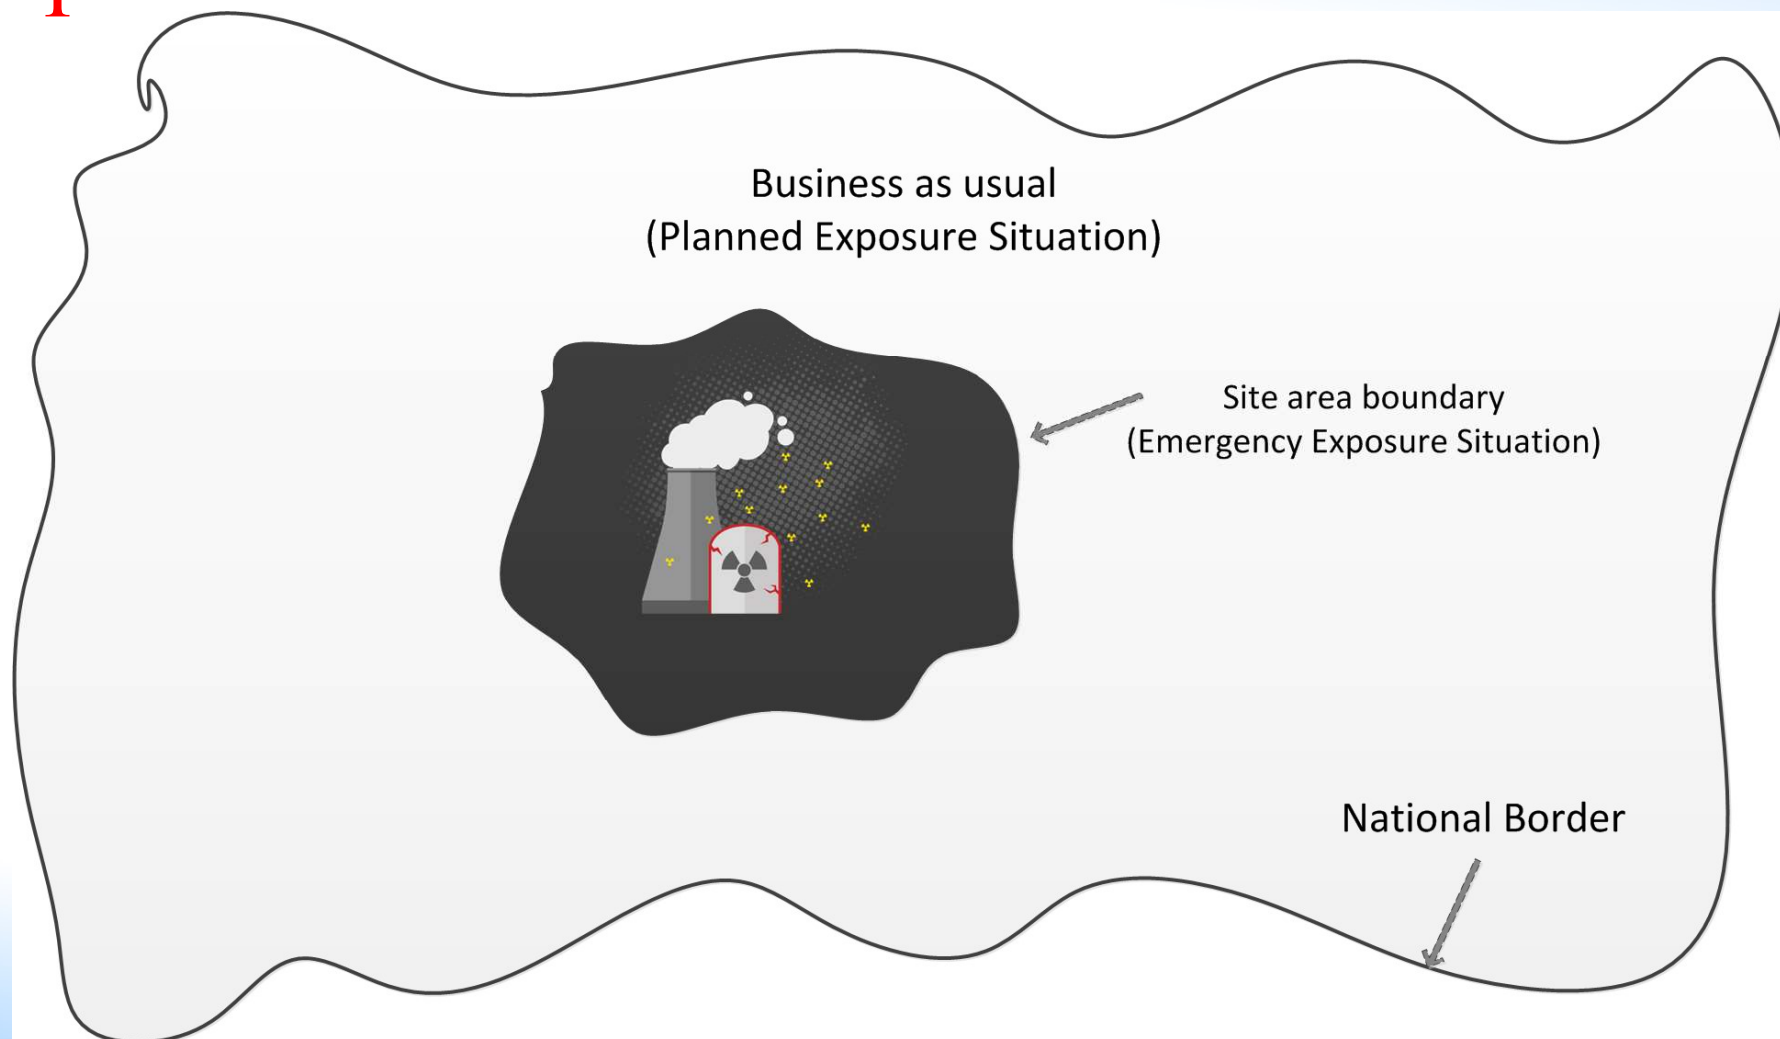 Business as usual
(Planned Exposure Situation)
Site area boundary
(Emergency Exposure Situation)
National Border